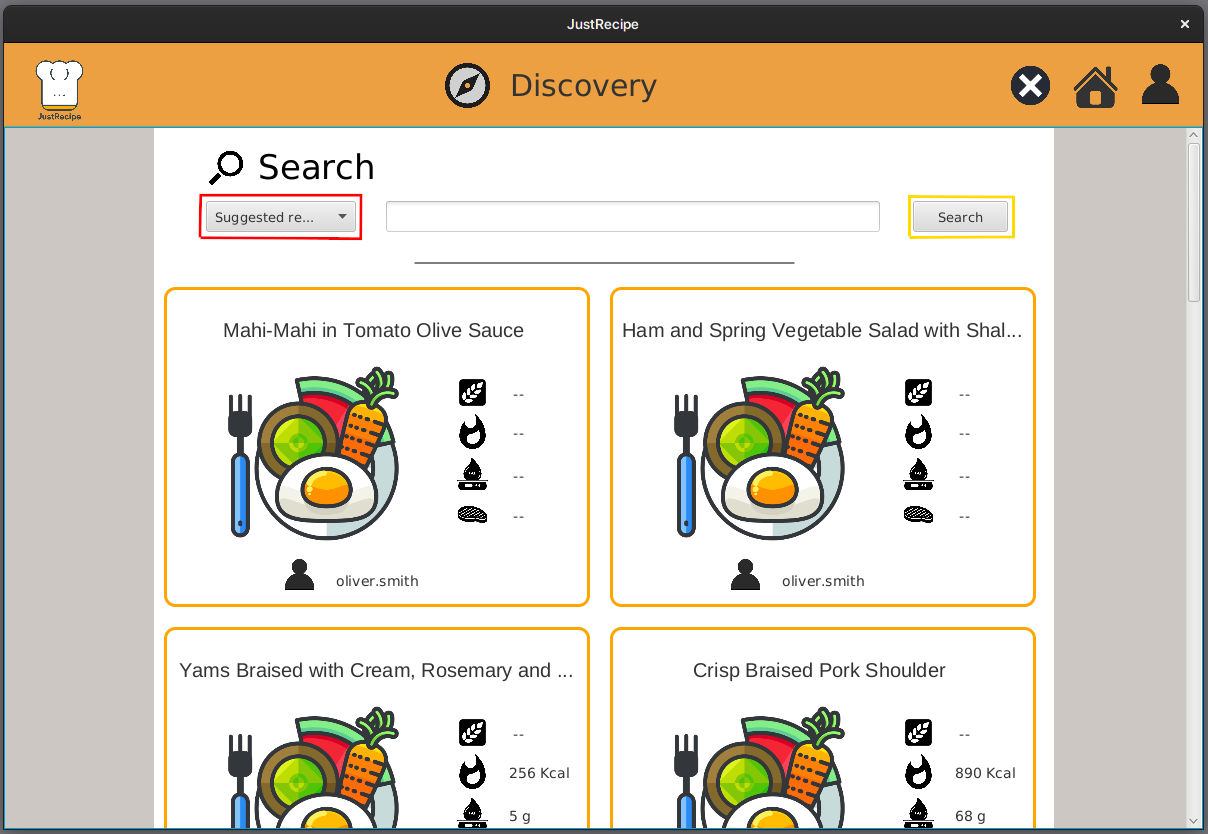 JustRecipe
JustRecipe
Discovery
Search
Suggested re...
Search
Mahi-Mahi in Tomato Olive Sauce
--
--
--
--
oliver.smith
Ham and Spring Vegetable Salad with Shal...
--
--
--
--
oliver.smith
Yams Braised with Cream, Rosemary and ...
--
256 Kcal
5 g
Crisp Braised Pork Shoulder
--
890 Kcal
68 g